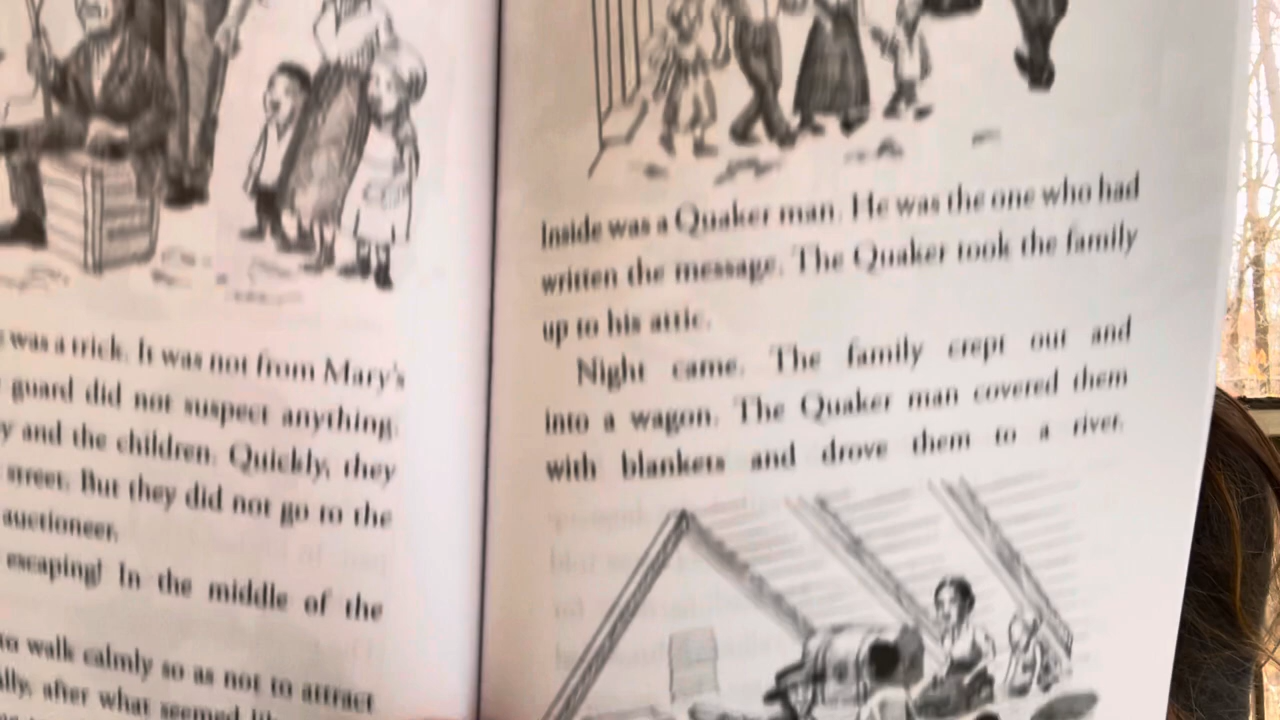 was a trick. It was not from Mary's
guard did not suspect anything.
and the children. Quickly, they
street. But they did not go to the
auctioneer.
escaping! In the middle of the
to walk calmly so as not to attract
after what seemed
Inside was a Quaker man. He was the one who had
written the message. The Quaker took the family
up to his attic.
Night came. The family crept out and
into a wagon. The Quaker man covered them
with blankets and drove them to a river.